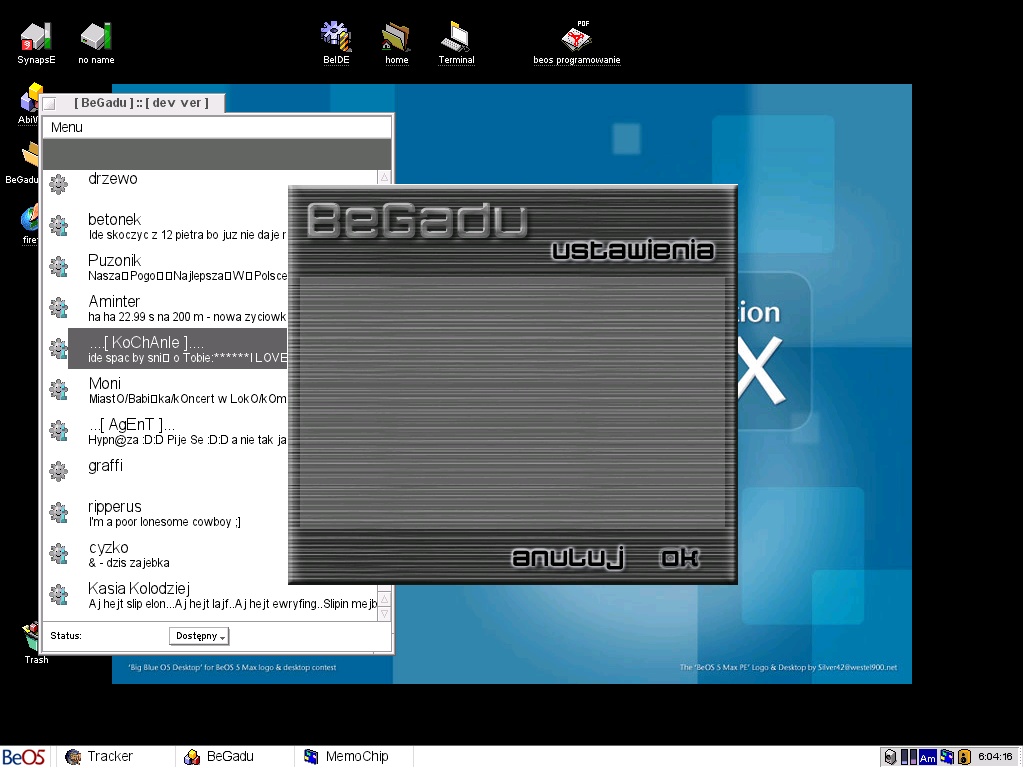 SynapsE
no name
BeIDE
home
Terminal
PDF
beos programowanie
[ BeGadu ]::[ dev ver ]
Menu
drzewo
betonek
Ide skoczyc z 12 pietra bo juz nie daje r
Puzonik
Nasza▯Pogo▯▯Najlepsza▯W▯Polsce
Aminter
ha ha 22.99 s na 200 m - nowa zyciowk
....[ KoChAnIe ]....
ide spac by sni▯ o Tobie:******I LOVE
Moni
MiastO/Babi▯ka/kOncert w LokO/kOm
...[ AgEnT ]...
Hypn@za :D:D Pije Se :D:D a nie tak ja
graffi
ripperus
I'm a poor lonesome cowboy ;]
cyzko
& - dzis zajebka
Kasia Kolodziej
Aj hejt slip elon...Aj hejt lajf..Aj hejt ewryfing..Slipin mejb
Status:
Dostępny
AbiW
BeGadu
firef
Trash
BeGadu
ustawienia
anuluj
ok
tion
X
'Big Blue OS Desktop' for BeOS 5 Max logo & desktop contest
The 'BeOS 5 Max PE' Logo & Desktop by Silver42@westel900.net
BeOS
Tracker
BeGadu
MemoChip
Am
6:04:16